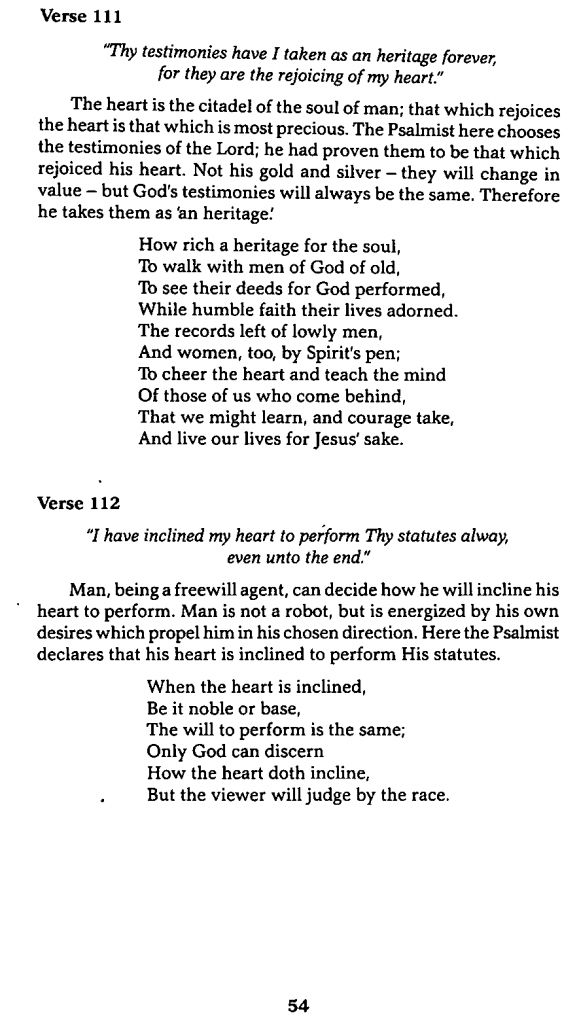 Verse 111
"Thy testimonies have I taken as an heritage forever,
for they are the rejoicing of my heart."
The heart is the citadel of the soul of man; that which rejoices
the heart is that which is most precious. The Psalmist here chooses
the testimonies of the Lord; he had proven them to be that which
rejoiced his heart. Not his gold and silver – they will change in
value – but God's testimonies will always be the same. Therefore
he takes them as 'an heritage.'
How rich a heritage for the soul,
To walk with men of God of old,
To see their deeds for God performed,
While humble faith their lives adorned.
The records left of lowly men,
And women, too, by Spirit's pen;
To cheer the heart and teach the mind
Of those of us who come behind,
That we might learn, and courage take,
And live our lives for Jesus' sake.
Verse 112
"I have inclined my heart to perform Thy statutes alway,
even unto the end."
Man, being a freewill agent, can decide how he will incline his
heart to perform. Man is not a robot, but is energized by his own
desires which propel him in his chosen direction. Here the Psalmist
declares that his heart is inclined to perform His statutes.
When the heart is inclined,
Be it noble or base,
The will to perform is the same;
Only God can discern
How the heart doth incline,
But the viewer will judge by the race.
54